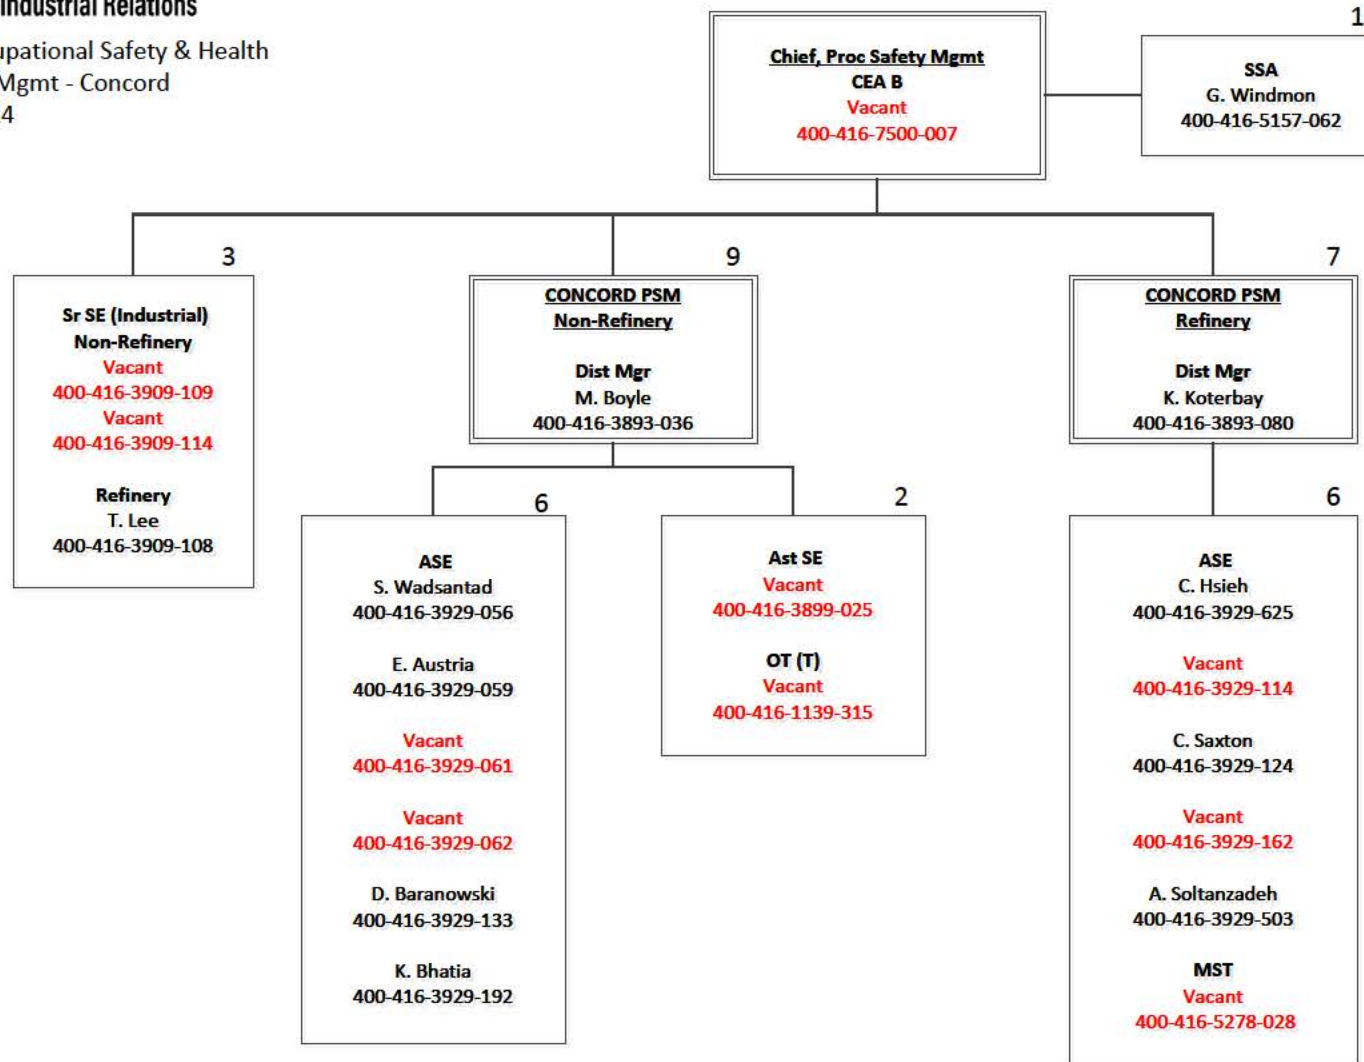 Industrial Relations
upational Safety & Health
Mgmt - Concord
4
Chief, Proc Safety Mgmt
CEA B
Vacant
400-416-7500-007
1
SSA
G. Windmon
400-416-5157-062
3
Sr SE (Industrial)
Non-Refinery
Vacant
400-416-3909-109
Vacant
400-416-3909-114
Refinery
T. Lee
400-416-3909-108
9
CONCORD PSM
Non-Refinery
Dist Mgr
M. Boyle
400-416-3893-036
7
CONCORD PSM
Refinery
Dist Mgr
K. Koterbay
400-416-3893-080
6
ASE
S. Wadsantad
400-416-3929-056
E. Austria
400-416-3929-059
Vacant
400-416-3929-061
Vacant
400-416-3929-062
D. Baranowski
400-416-3929-133
K. Bhatia
400-416-3929-192
2
Ast SE
Vacant
400-416-3899-025
OT (T)
Vacant
400-416-1139-315
6
ASE
C. Hsieh
400-416-3929-625
Vacant
400-416-3929-114
C. Saxton
400-416-3929-124
Vacant
400-416-3929-162
A. Soltanzadeh
400-416-3929-503
MST
Vacant
400-416-5278-028